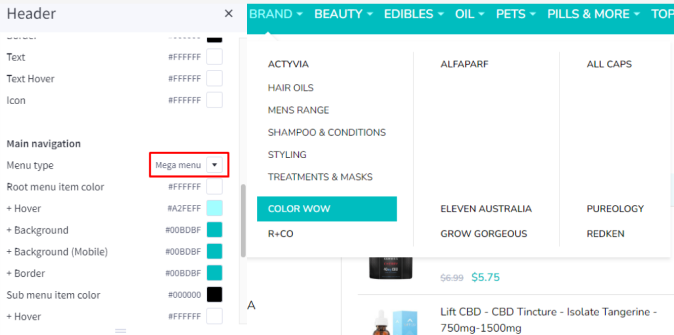 Header
Border #000000
Text #FFFFFF
Text Hover #FFFFFF
Icon #FFFFFF
Main navigation
Menu type Mega menu
Root menu item color #FFFFFF
+ Hover #A2FEFF
+ Background #00BDBF
+ Background (Mobile) #00BDBF
+ Border #00BDBF
Sub menu item color #000000
+ Hover #FFFFFF
BRAND BEAUTY EDIBLES OIL PETS PILLS & MORE TOP
ACTYVIA ALFAPARF ALL CAPS
HAIR OILS
MENS RANGE
SHAMPOO & CONDITIONS
STYLING
TREATMENTS & MASKS
COLOR WOW ELEVEN AUSTRALIA PUREOLOGY
R+CO GROW GORGEOUS REDKEN
$6.99 $5.75
A
Lift CBD - CBD Tincture - Isolate Tangerine -
750mg-1500mg